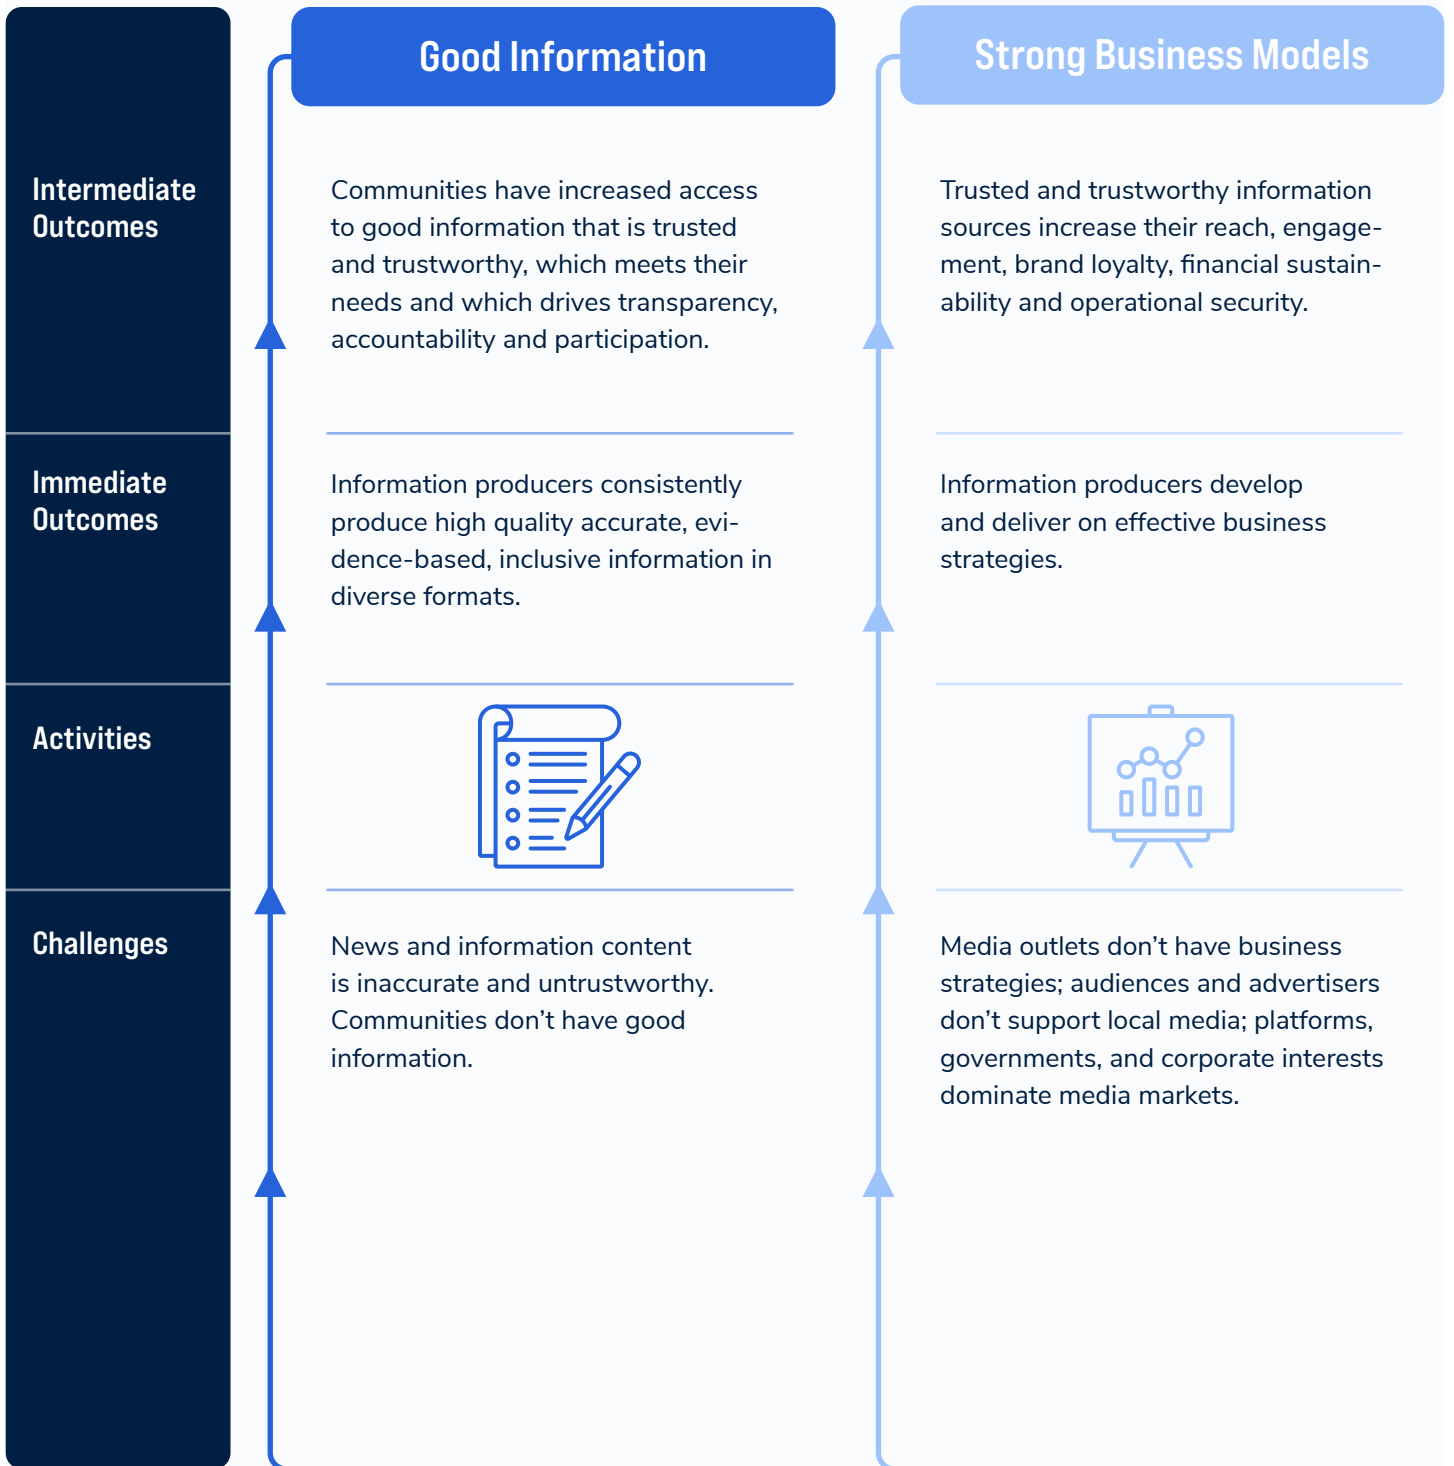 Good Information
Strong Business Models
Intermediate
Outcomes
Communities have increased access
to good information that is trusted
and trustworthy, which meets their
needs and which drives transparency,
accountability and participation.
Trusted and trustworthy information
sources increase their reach, engage-
ment, brand loyalty, financial sustain-
ability and operational security.
Immediate
Outcomes
Information producers consistently
produce high quality accurate, evi-
dence-based, inclusive information in
diverse formats.
Information producers develop
and deliver on effective business
strategies.
Activities
Challenges
News and information content
is inaccurate and untrustworthy.
Communities don’t have good
information.
Media outlets don’t have business
strategies; audiences and advertisers
don’t support local media; platforms,
governments, and corporate interests
dominate media markets.